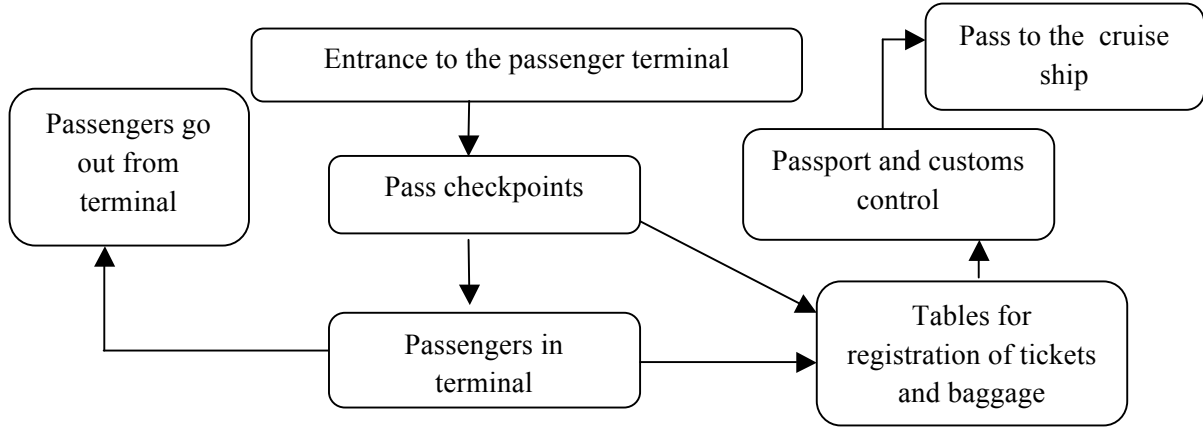 Entrance to the passenger terminal
Pass to the cruise
ship
Passengers go
out from
terminal
Pass checkpoints
Passport and customs
control
Passengers in
terminal
Tables for
registration of tickets
and baggage